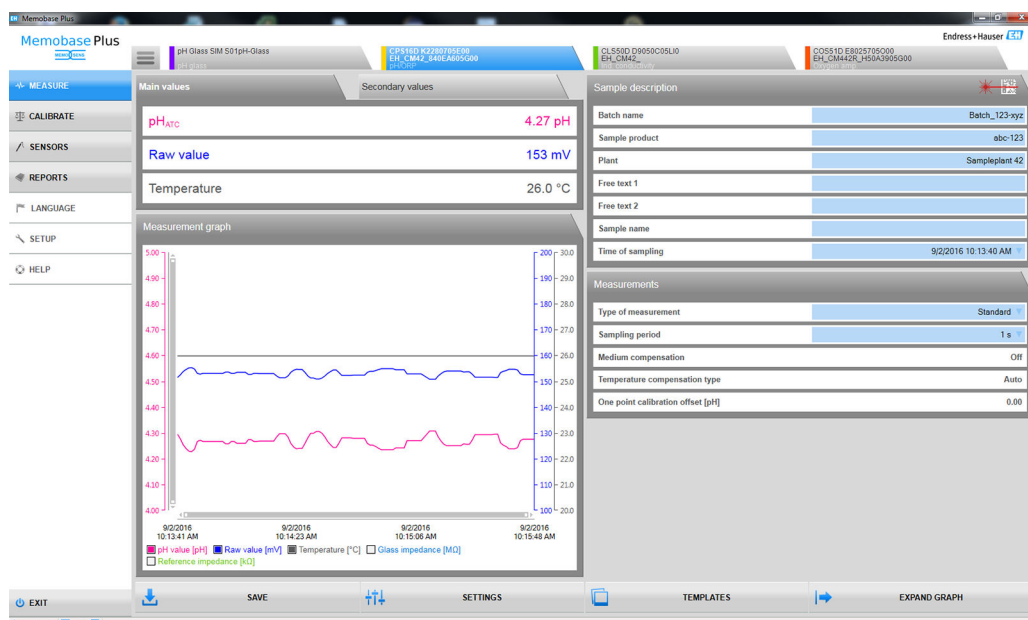 Memobase Plus
Memobase Plus
MEMOSENS
Endress+Hauser EH
pH Glass SIM S01pH-Glass
pH glass
CPS16D K2280705E00
EH_CM42_840EA605G00
pH/ORP
CLS50D D9050C05LI0
EH_CM42_
Ind. conductivity
COS51D E8025705O00
EH_CM442R_H50A3905G00
Oxygen amp.
MEASURE
CALIBRATE
SENSORS
REPORTS
LANGUAGE
SETUP
HELP
EXIT
Main values
Secondary values
pHATC 4.27 pH
Raw value 153 mV
Temperature 26.0 °C
Measurement graph
5.00 200 30.0
4.90 190 29.0
4.80 180 28.0
4.70 170 27.0
4.60 160 26.0
4.50 150 25.0
4.40 140 24.0
4.30 130 23.0
4.20 120 22.0
4.10 110 21.0
4.00 100 20.0
9/2/2016 9/2/2016 9/2/2016 9/2/2016
10:13:41 AM 10:14:23 AM 10:15:06 AM 10:15:48 AM
pH value [pH] Raw value [mV] Temperature [°C] Glass impedance [MΩ]
Reference impedance [kΩ]
Sample description
Batch name Batch_123-xyz
Sample product abc-123
Plant Sampleplant 42
Free text 1
Free text 2
Sample name
Time of sampling 9/2/2016 10:13:40 AM
Measurements
Type of measurement Standard
Sampling period 1 s
Medium compensation Off
Temperature compensation type Auto
One point calibration offset [pH] 0.00
SAVE
SETTINGS
TEMPLATES
EXPAND GRAPH